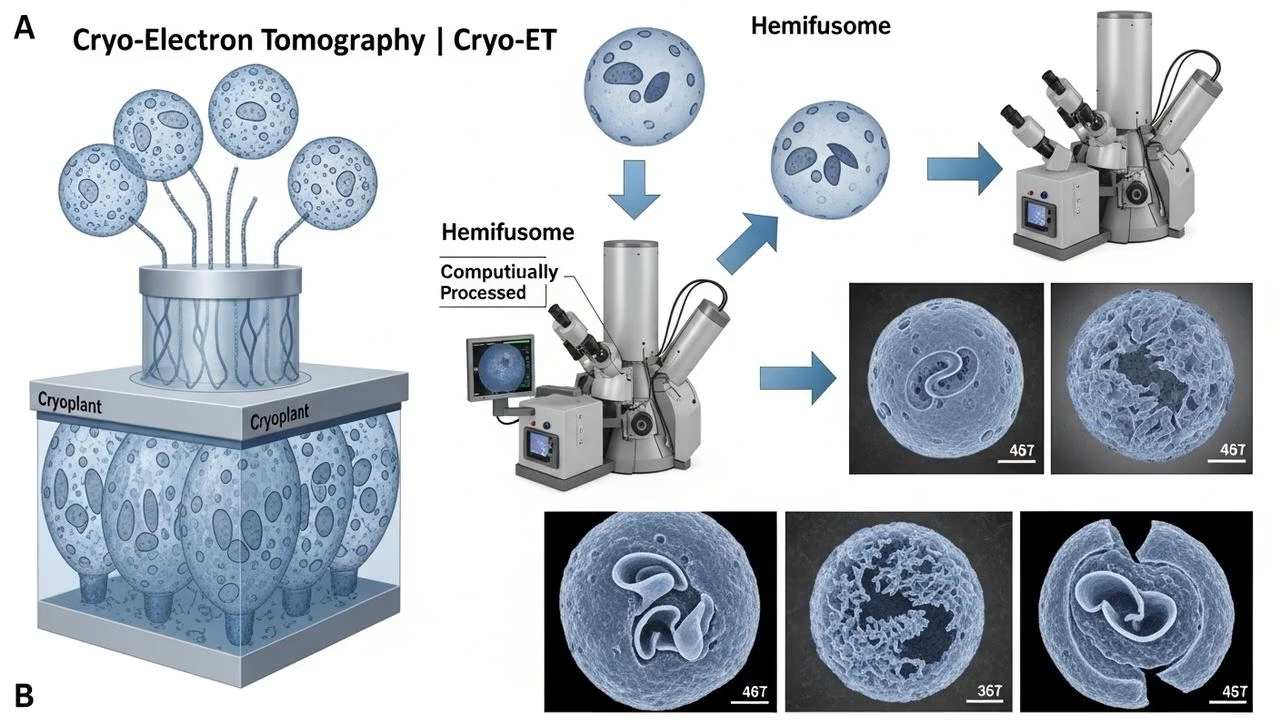 A
Cryo-Electron Tomography | Cryo-ET
Hemifusome
Hemifusome
Computiually
Processed
Cryoplant
Cryoplant
467
467
467
367
457
B